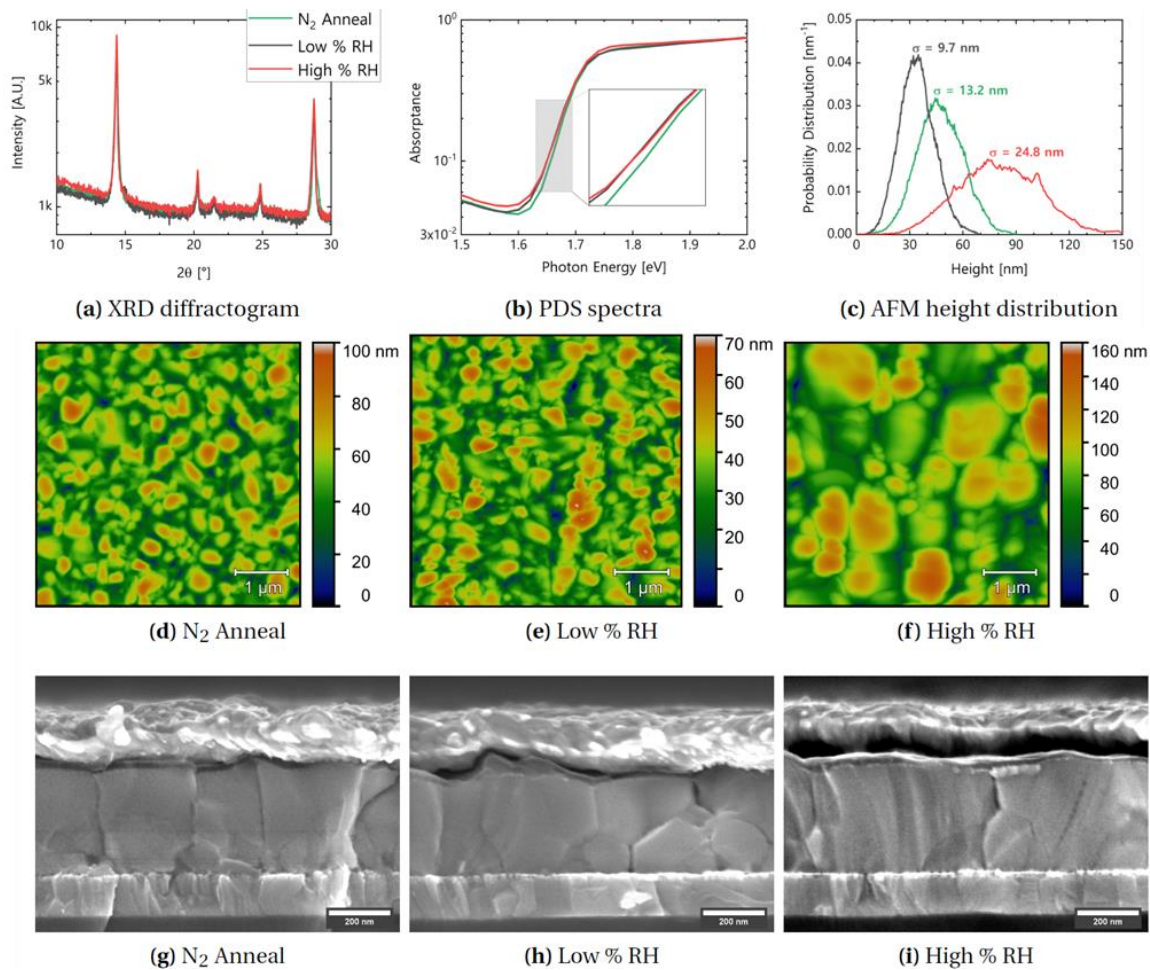 N2 Anneal
Low % RH
High % RH
10k
5k
1k
Intensity [A.U.]
10 15 20 25 30
2θ [°]
(a) XRD diffractogram
10⁰
10⁻¹
3x10⁻²
Absorptance
1.5 1.6 1.7 1.8 1.9 2.0
Photon Energy [eV]
(b) PDS spectra
0.05
0.04
0.03
0.02
0.01
0.00
Probability Distribution [nm⁻¹]
σ = 9.7 nm
σ = 13.2 nm
σ = 24.8 nm
0 30 60 90 120 150
Height [nm]
(c) AFM height distribution
100 nm
80
60
40
20
0
1 μm
(d) N2 Anneal
70 nm
60
50
40
30
20
10
0
1 μm
(e) Low % RH
160 nm
140
120
100
80
60
40
20
0
1 μm
(f) High % RH
200 nm
(g) N2 Anneal
200 nm
(h) Low % RH
200 nm
(i) High % RH